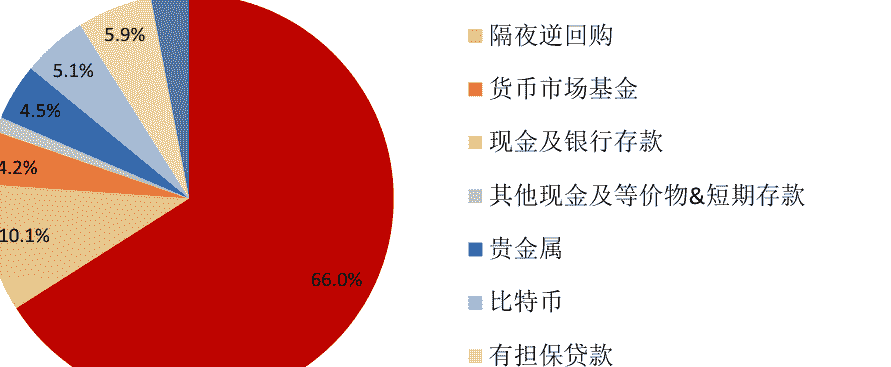 5.9%
5.1%
4.5%
4.2%
10.1%
66.0%
隔夜逆回购
货币市场基金
现金及银行存款
其他现金及等价物&短期存款
贵金属
比特币
有担保贷款